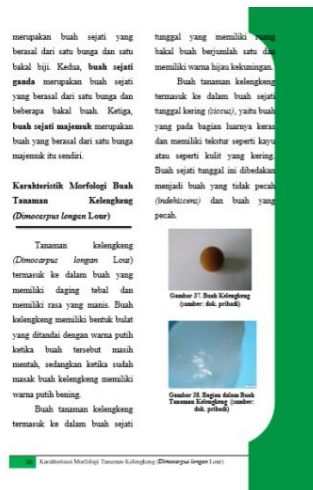 merupakan buah sejati yang
berasal dari satu bunga dan satu
bakal biji. Kedua, buah sejati
ganda merupakan buah sejati
yang berasal dari satu bunga dan
beberapa bakal buah. Ketiga,
buah sejati majemuk merupakan
buah yang berasal dari satu bunga
majemuk itu sendiri.
Karakteristik Morfologi Buah
Tanaman Kelengkeng
(Dimocarpus longan Lour)
Tanaman kelengkeng
(Dimocarpus longan Lour)
termasuk ke dalam buah yang
memiliki daging tebal dan
memiliki rasa yang manis. Buah
kelengkeng memiliki bentuk bulat
yang ditandai dengan warna putih
ketika buah tersebut masih
mentah, sedangkan ketika sudah
masak buah kelengkeng memiliki
warna putih bening.
Buah tanaman kelengkeng
termasuk ke dalam buah sejati
tunggal yang memiliki ruang
bakal buah berjumlah satu dan
memiliki warna hijau kekuningan.
Buah tanaman kelengkeng
termasuk ke dalam buah sejati
tunggal kering (siccus), yaitu buah
yang pada bagian luarnya keras
dan memiliki tekstur seperti kayu
atau seperti kulit yang kering.
Buah sejati tunggal ini dibedakan
menjadi buah yang tidak pecah
(indehiscens) dan buah yang
pecah.
Gambar 37. Buah Kelengkeng
(sumber: dok. pribadi)
Gambar 38. Bagian dalam Buah
Tanaman Kelengkeng (sumber:
dok. pribadi)
Karakterisasi Morfologi Tanaman Kelengkeng (Dimocarpus longan Lour)